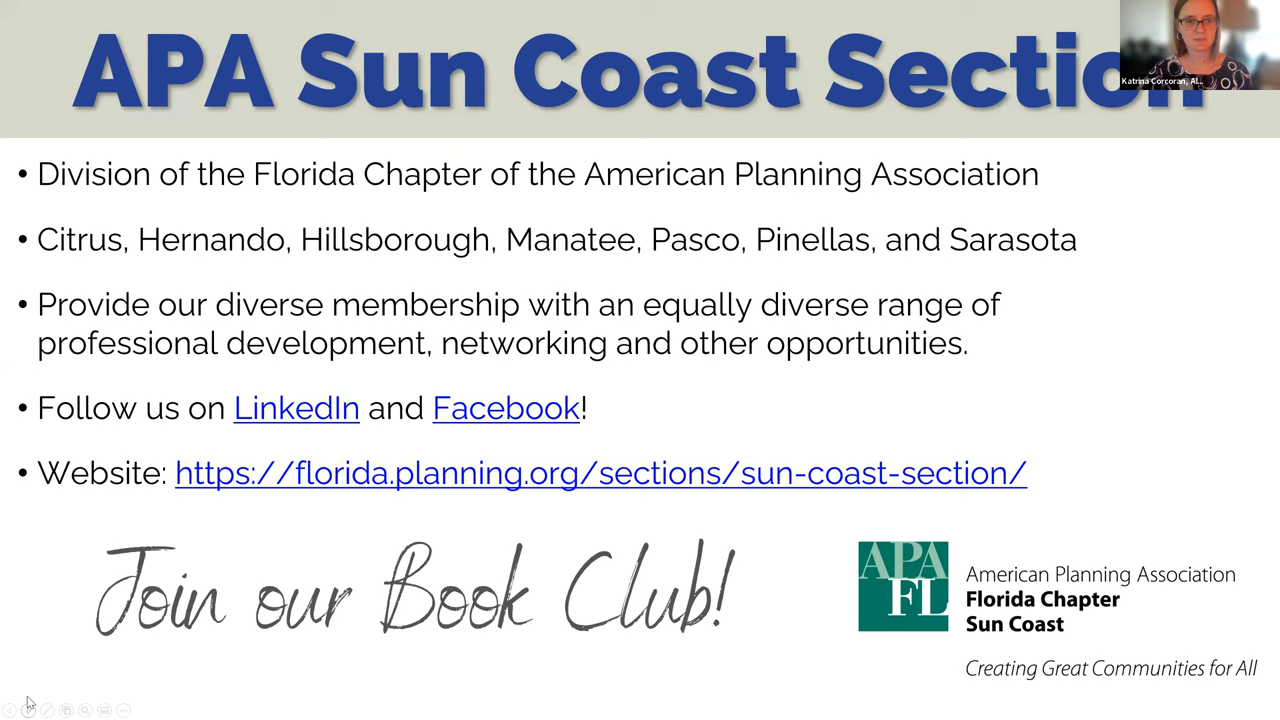 APA Sun Coast Section
Katrina Corcoran, AI...
• Division of the Florida Chapter of the American Planning Association
• Citrus, Hernando, Hillsborough, Manatee, Pasco, Pinellas, and Sarasota
• Provide our diverse membership with an equally diverse range of
professional development, networking and other opportunities.
• Follow us on LinkedIn and Facebook!
• Website: https://florida.planning.org/sections/sun-coast-section/
Join our Book Club!
APA
FL
American Planning Association
Florida Chapter
Sun Coast
Creating Great Communities for All